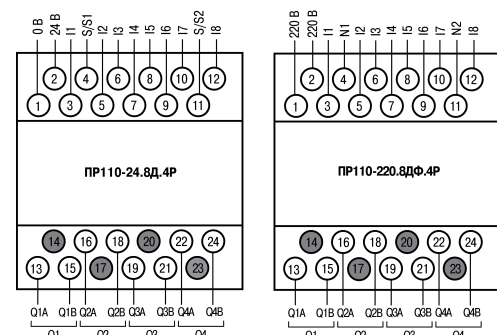 0 В 24 В I1 S/S1 I2 I3 I4 I5 I6 I7 S/S2 I8
2 4 6 8 10 12
1 3 5 7 9 11
ПР110-24.8Д.4Р
14 16 18 20 22 24
13 15 17 19 21 23
Q1A Q1B Q2A Q2B Q3A Q3B Q4A Q4B
Q1 Q2 Q3 Q4
220 В 220 В I1 N1 I2 I3 I4 I5 I6 I7 N2 I8
2 4 6 8 10 12
1 3 5 7 9 11
ПР110-220.8ДФ.4Р
14 16 18 20 22 24
13 15 17 19 21 23
Q1A Q1B Q2A Q2B Q3A Q3B Q4A Q4B
Q1 Q2 Q3 Q4